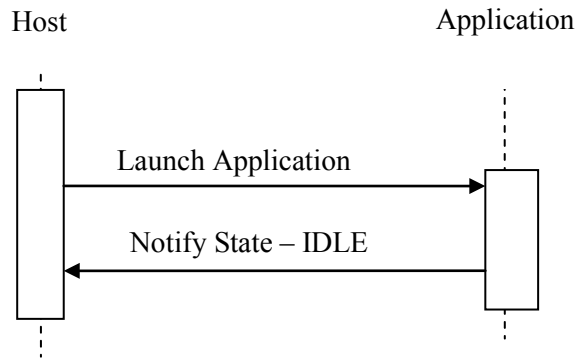 Host
Application
Launch Application
Notify State – IDLE